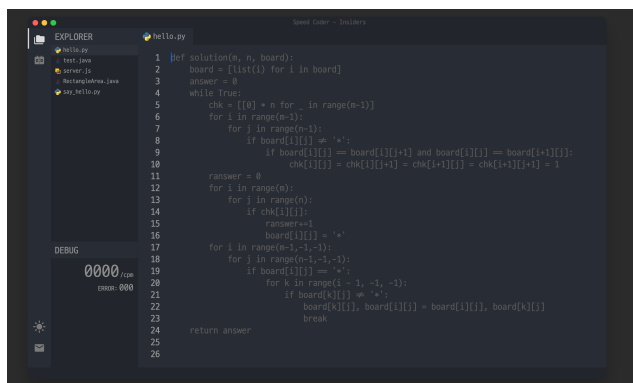 Speed Coder - Insiders
EXPLORER
hello.py
test.java
server.js
RectangleArea.java
say_hello.py
DEBUG
0000/cpm
ERROR: 000
hello.py
1 def solution(m, n, board):
2 board = [list(i) for i in board]
3 answer = 0
4 while True:
5 chk = [[0] * n for _ in range(m-1)]
6 for i in range(m-1):
7 for j in range(n-1):
8 if board[i][j] ≠ '*':
9 if board[i][j] == board[i][j+1] and board[i][j] == board[i+1][j]:
10 chk[i][j] = chk[i][j+1] = chk[i+1][j] = chk[i+1][j+1] = 1
11 ranswer = 0
12 for i in range(m):
13 for j in range(n):
14 if chk[i][j]:
15 ranswer+=1
16 board[i][j] = '*'
17 for i in range(m-1,-1,-1):
18 for j in range(n-1,-1,-1):
19 if board[i][j] == '*':
20 for k in range(i - 1, -1, -1):
21 if board[k][j] ≠ '*':
22 board[k][j], board[i][j] = board[i][j], board[k][j]
23 break
24 return answer
25
26